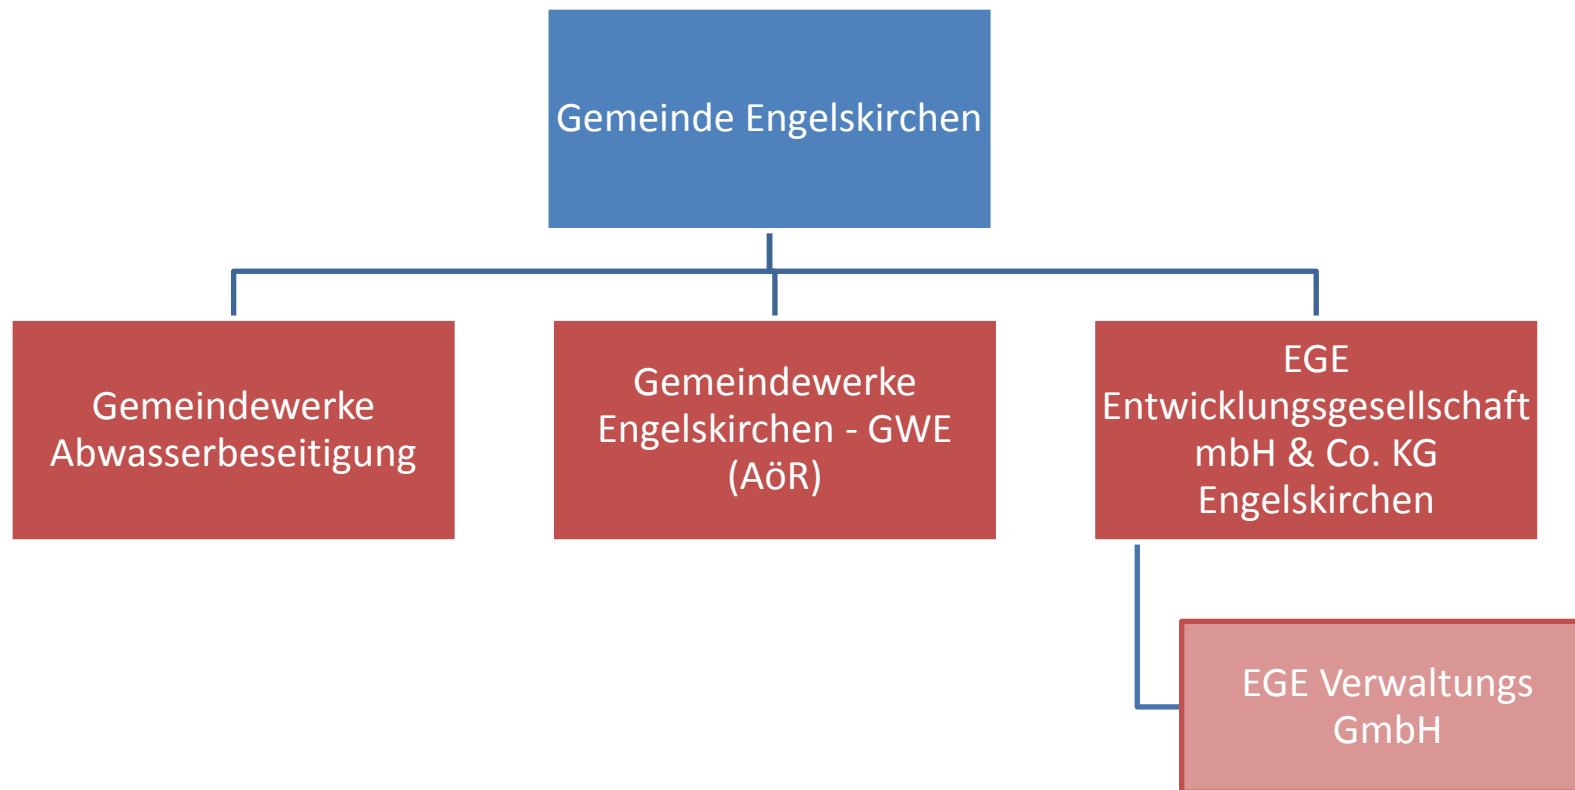 Gemeinde Engelskirchen
Gemeindewerke
Abwasserbeseitigung
Gemeindewerke
Engelskirchen - GWE
(AöR)
EGE
Entwicklungsgesellschaft
mbH & Co. KG
Engelskirchen
EGE Verwaltungs
GmbH